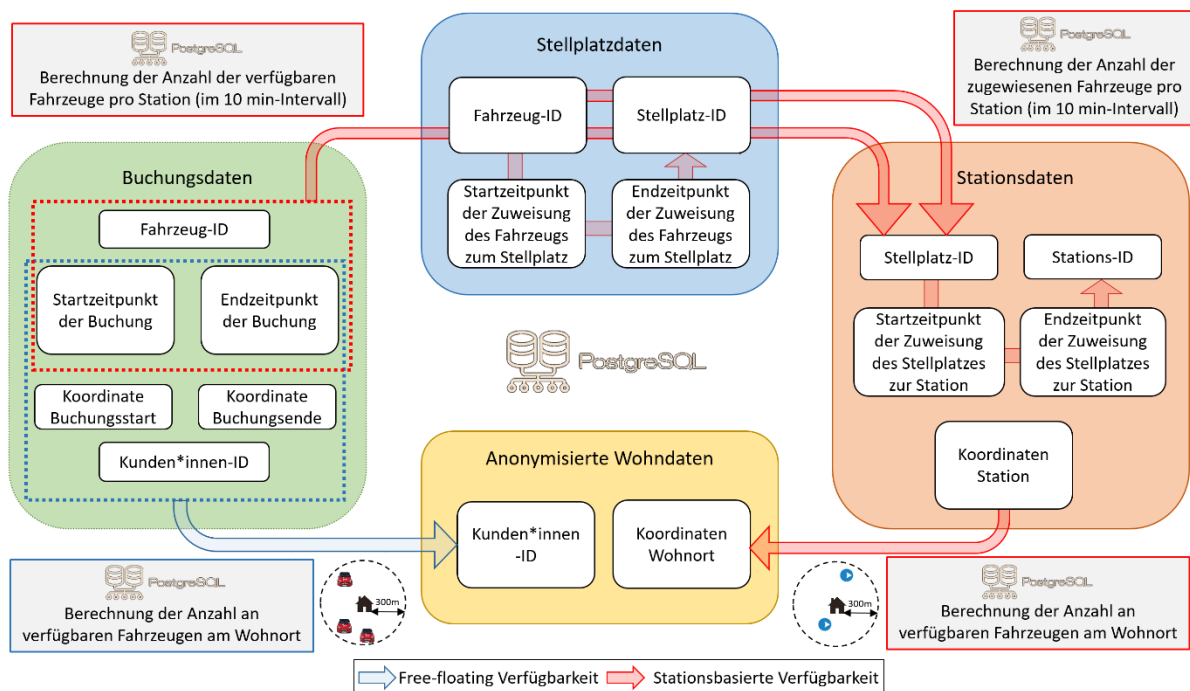 PostgreSQL
Berechnung der Anzahl der verfügbaren
Fahrzeuge pro Station (im 10 min-Intervall)
Stellplatzdaten
Fahrzeug-ID
Stellplatz-ID
Startzeitpunkt
der Zuweisung
des Fahrzeugs
zum Stellplatz
Endzeitpunkt
der Zuweisung
des Fahrzeugs
zum Stellplatz
PostgreSQL
Berechnung der Anzahl der
zugewiesenen Fahrzeuge pro
Station (im 10 min-Intervall)
Buchungsdaten
Fahrzeug-ID
Startzeitpunkt
der Buchung
Endzeitpunkt
der Buchung
Koordinate
Buchungsstart
Koordinate
Buchungsende
Kunden*innen-ID
PostgreSQL
Stationsdaten
Stellplatz-ID
Stations-ID
Startzeitpunkt
der Zuweisung
des Stellplatzes
zur Station
Endzeitpunkt
der Zuweisung
des Stellplatzes
zur Station
Koordinaten
Station
Anonymisierte Wohndaten
Kunden*innen
-ID
Koordinaten
Wohnort
PostgreSQL
Berechnung der Anzahl an
verfügbaren Fahrzeugen am Wohnort
300m
300m
PostgreSQL
Berechnung der Anzahl an
verfügbaren Fahrzeugen am Wohnort
Free-floating Verfügbarkeit
Stationsbasierte Verfügbarkeit